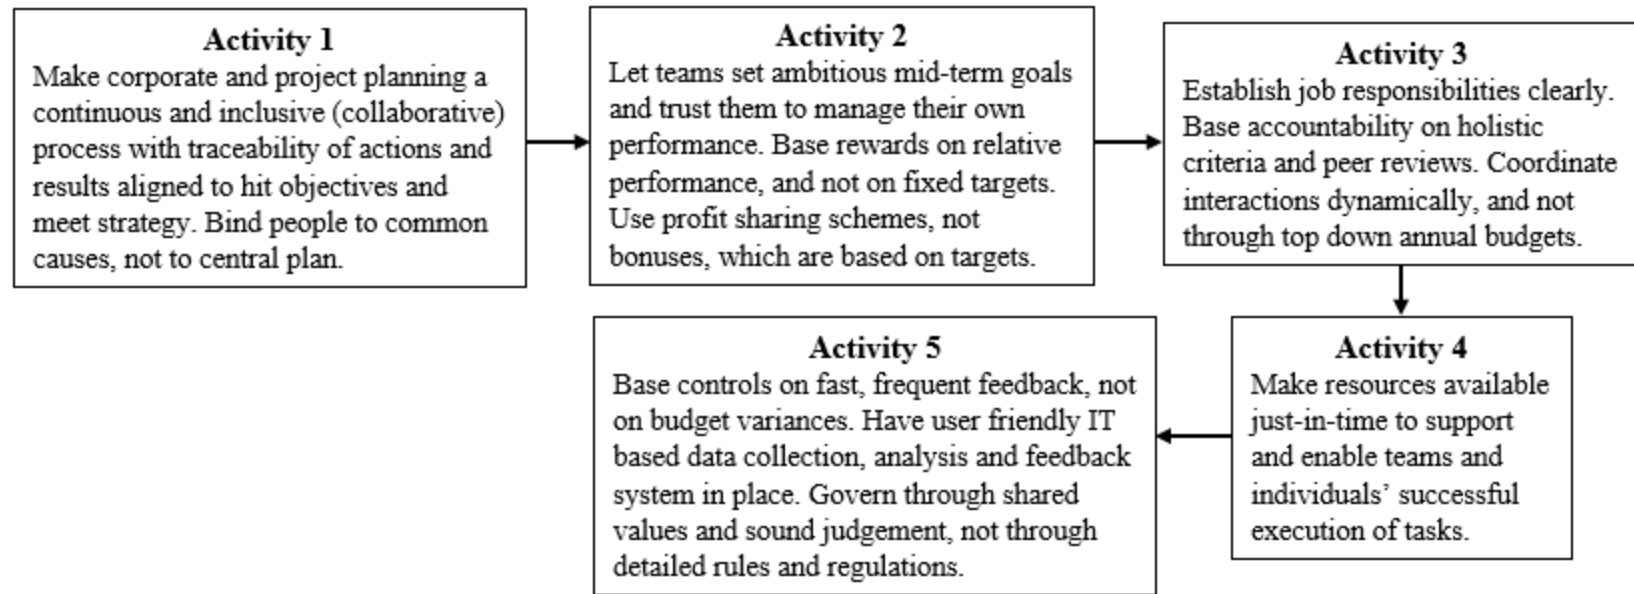 Activity 1
Make corporate and project planning a
continuous and inclusive (collaborative)
process with traceability of actions and
results aligned to hit objectives and
meet strategy. Bind people to common
causes, not to central plan.
Activity 2
Let teams set ambitious mid-term goals
and trust them to manage their own
performance. Base rewards on relative
performance, and not on fixed targets.
Use profit sharing schemes, not
bonuses, which are based on targets.
Activity 3
Establish job responsibilities clearly.
Base accountability on holistic
criteria and peer reviews. Coordinate
interactions dynamically, and not
through top down annual budgets.
Activity 4
Make resources available
just-in-time to support
and enable teams and
individuals’ successful
execution of tasks.
Activity 5
Base controls on fast, frequent feedback, not
on budget variances. Have user friendly IT
based data collection, analysis and feedback
system in place. Govern through shared
values and sound judgement, not through
detailed rules and regulations.